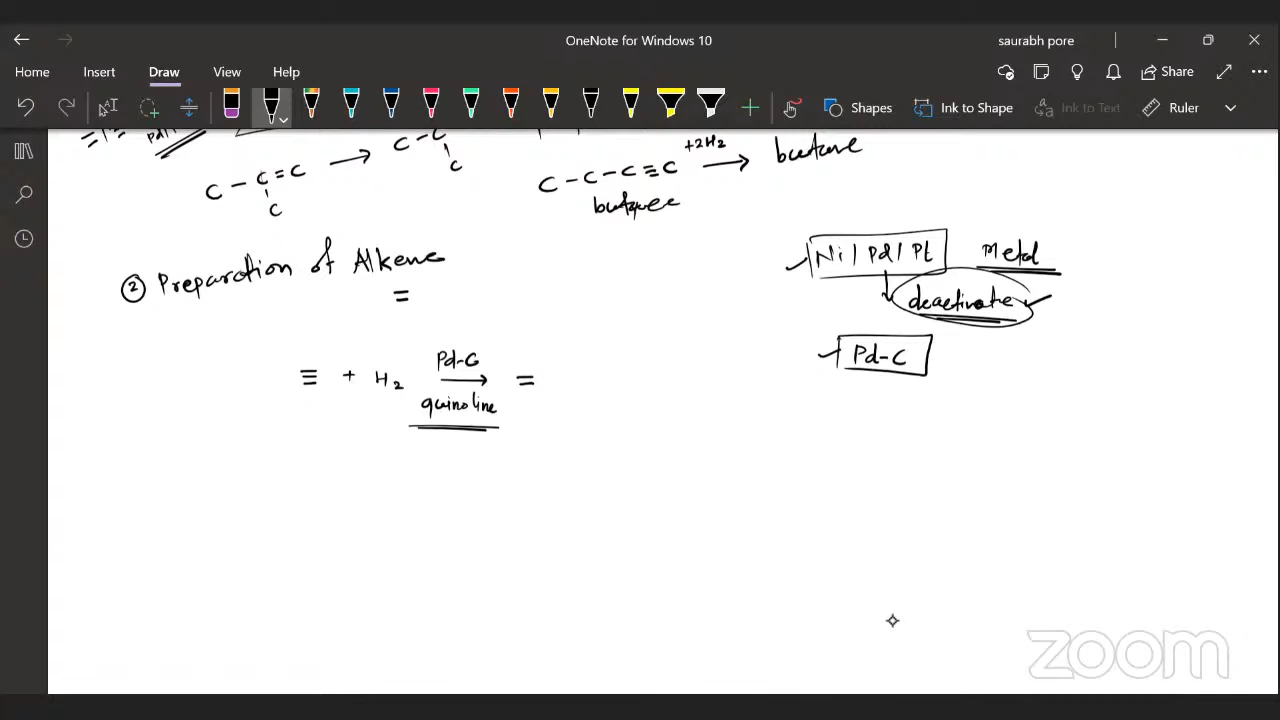 OneNote for Windows 10
saurabh pore
Home Insert Draw View Help
Share
Shapes Ink to Shape Ink to Text Ruler
= Pd/
C - C
C
C - C = C
C
C - C - C ≡ C +2H2 → butane
② Preparation of Alkene
=
Ni / Pd / Pt Metal
deactivate
Pd-C
≡ + H2 → =
Pd-C
quinoline
zoom